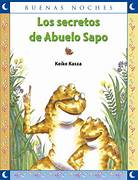 BUENAS NOCHES
Los secretos
de Abuelo Sapo
Keiko Kasza